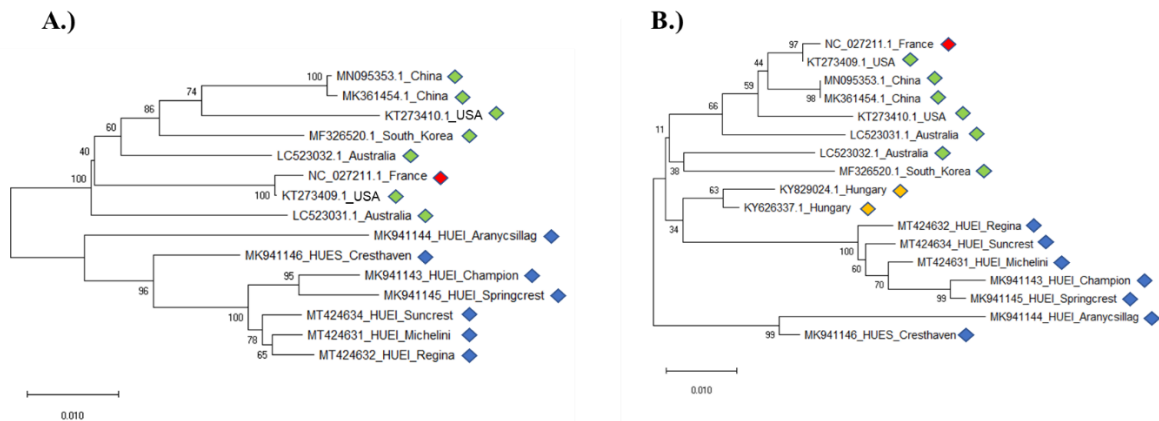 A.)
100
MN095353.1_China
74
MK361454.1_China
86
KT273410.1_USA
60
MF326520.1_South_Korea
40
LC523032.1_Australia
100
NC_027211.1_France
100
KT273409.1_USA
LC523031.1_Australia
MK941144_HUEI_Aranycsillag
MK941146_HUES_Cresthaven
96
95
MK941143_HUEI_Champion
MK941145_HUEI_Springcrest
100
MT424634_HUEI_Suncrest
78
MT424631_HUEI_Michelini
65
MT424632_HUEI_Regina
0.010
B.)
97
NC_027211.1_France
44
KT273409.1_USA
59
MN095353.1_China
98
MK361454.1_China
66
KT273410.1_USA
11
LC523031.1_Australia
LC523032.1_Australia
38
MF326520.1_South_Korea
63
KY829024.1_Hungary
KY626337.1_Hungary
34
MT424632_HUEI_Regina
100
MT424634_HUEI_Suncrest
60
MT424631_HUEI_Michelini
70
MK941143_HUEI_Champion
99
MK941145_HUEI_Springcrest
MK941144_HUEI_Aranycsillag
99
MK941146_HUES_Cresthaven
0.010